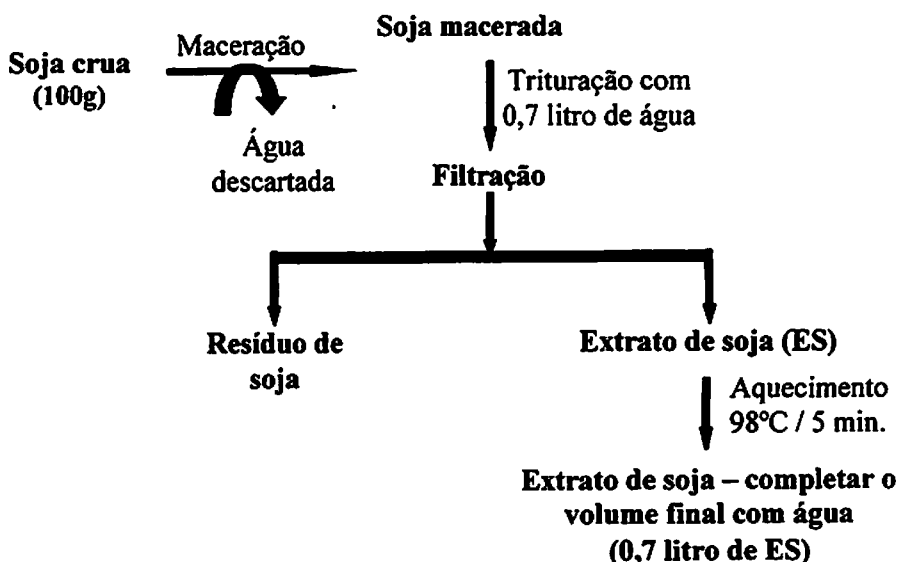 Soja crua
(100g)
Maceração
Água
descartada
Soja macerada
Trituração com
0,7 litro de água
Filtração
Resíduo de
soja
Extrato de soja (ES)
Aquecimento
98ºC / 5 min.
Extrato de soja – completar o
volume final com água
(0,7 litro de ES)